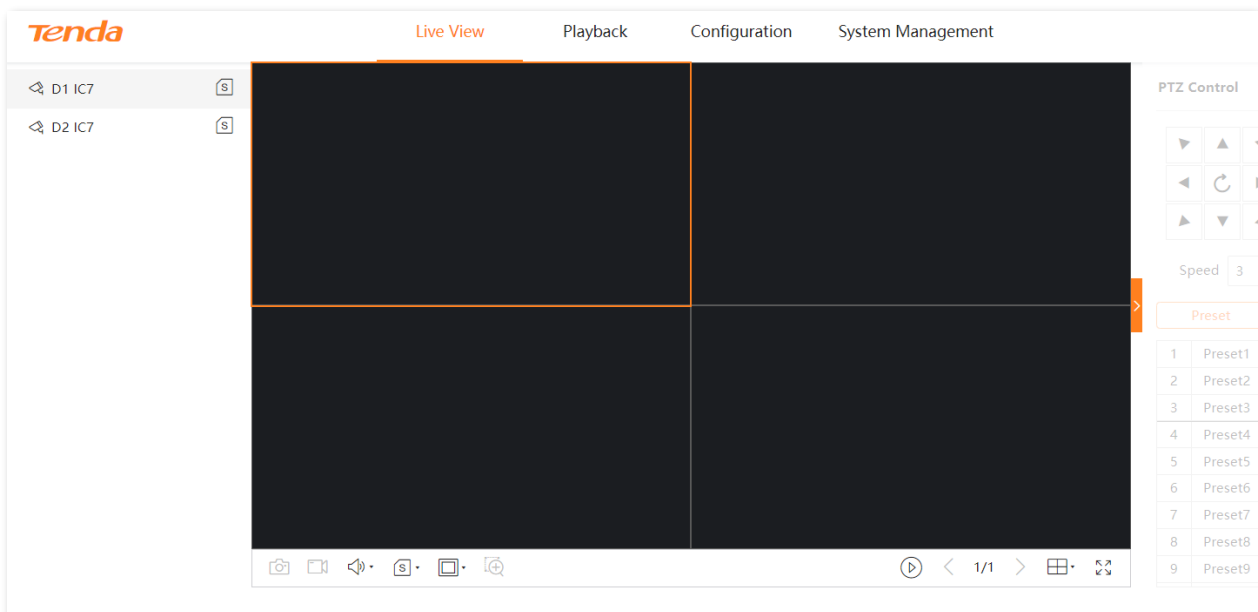 Tenda
Live View Playback Configuration System Management
D1 IC7 S
D2 IC7 S
PTZ Control
Speed 3
Preset
1 Preset1
2 Preset2
3 Preset3
4 Preset4
5 Preset5
6 Preset6
7 Preset7
8 Preset8
9 Preset9
S 1/1